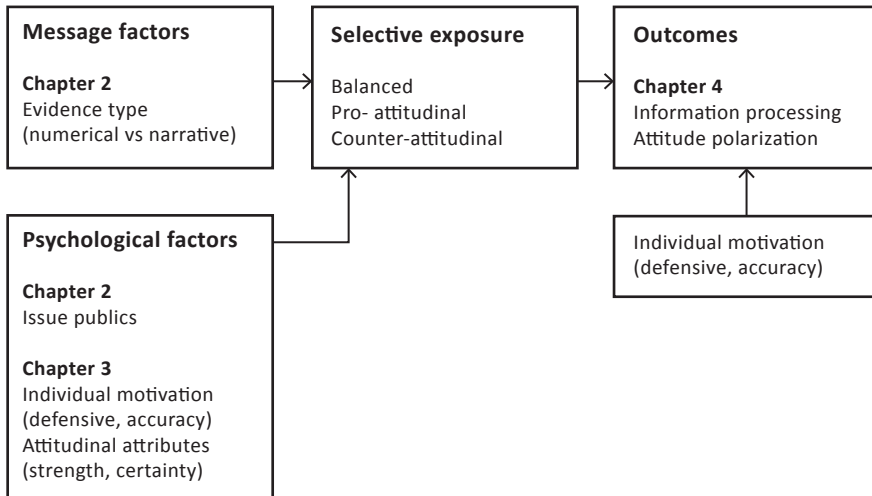 Message factors
Chapter 2
Evidence type
(numerical vs narrative)
Selective exposure
Balanced
Pro- attitudinal
Counter-attitudinal
Outcomes
Chapter 4
Information processing
Attitude polarization
Psychological factors
Chapter 2
Issue publics
Chapter 3
Individual motivation
(defensive, accuracy)
Attitudinal attributes
(strength, certainty)
Individual motivation
(defensive, accuracy)